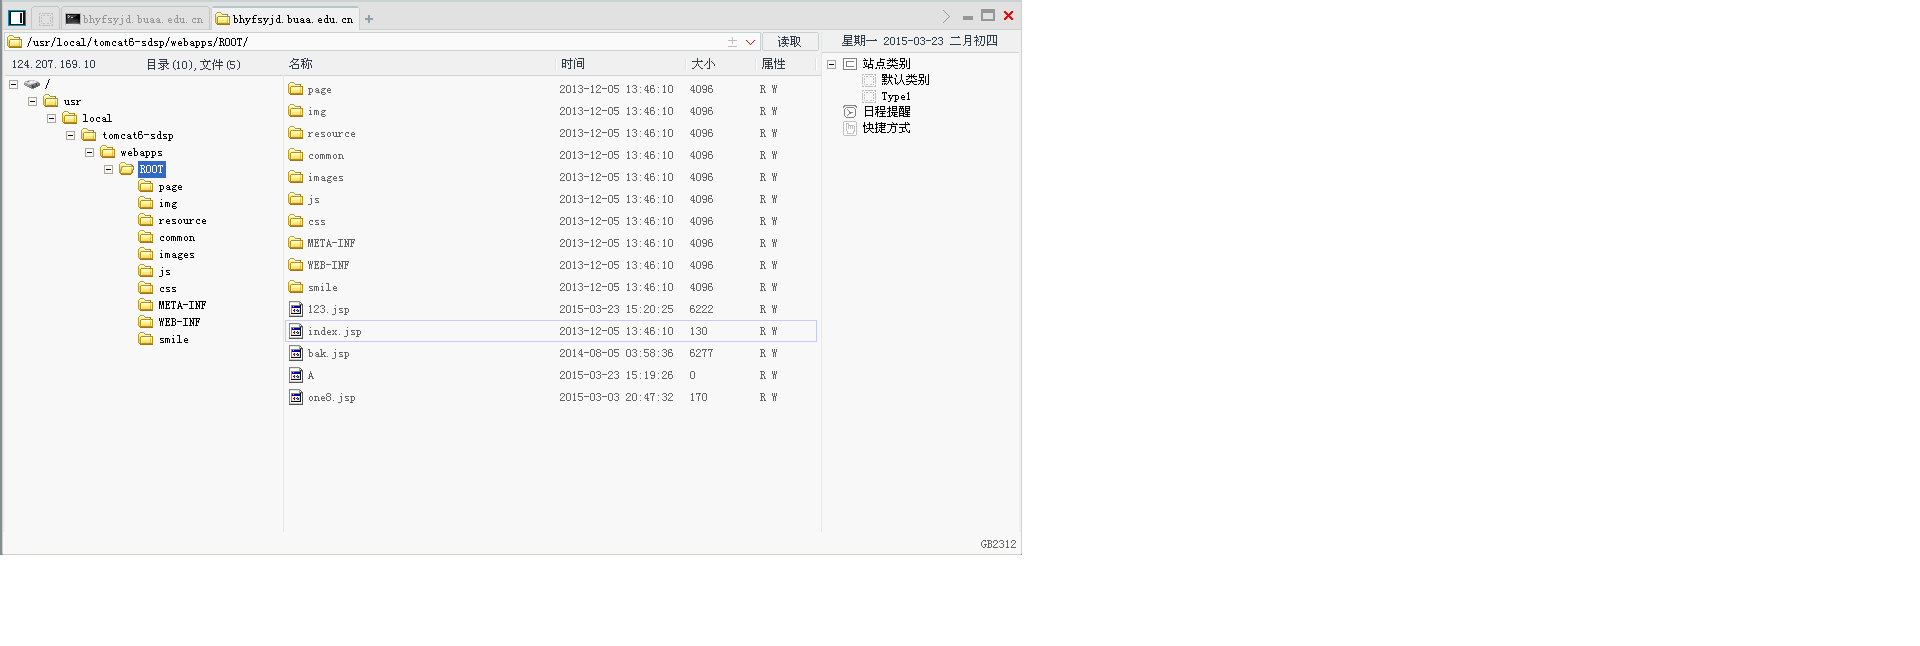 bhyfsyjd.buaa.edu.cn bhyfsyjd.buaa.edu.cn
/usr/local/tomcat6-sdsp/webapps/ROOT/ 读取 星期一 2015-03-23 二月初四
124.207.169.10 目录(10),文件(5)
/
usr
local
tomcat6-sdsp
webapps
ROOT
page
img
resource
common
images
js
css
META-INF
WEB-INF
smile
名称 时间 大小 属性
page 2013-12-05 13:46:10 4096 R W
img 2013-12-05 13:46:10 4096 R W
resource 2013-12-05 13:46:10 4096 R W
common 2013-12-05 13:46:10 4096 R W
images 2013-12-05 13:46:10 4096 R W
js 2013-12-05 13:46:10 4096 R W
css 2013-12-05 13:46:10 4096 R W
META-INF 2013-12-05 13:46:10 4096 R W
WEB-INF 2013-12-05 13:46:10 4096 R W
smile 2013-12-05 13:46:10 4096 R W
123.jsp 2015-03-23 15:20:25 6222 R W
index.jsp 2013-12-05 13:46:10 130 R W
bak.jsp 2014-08-05 03:58:36 6277 R W
A 2015-03-23 15:19:26 0 R W
one8.jsp 2015-03-03 20:47:32 170 R W
站点类别
默认类别
Type1
日程提醒
快捷方式
GB2312